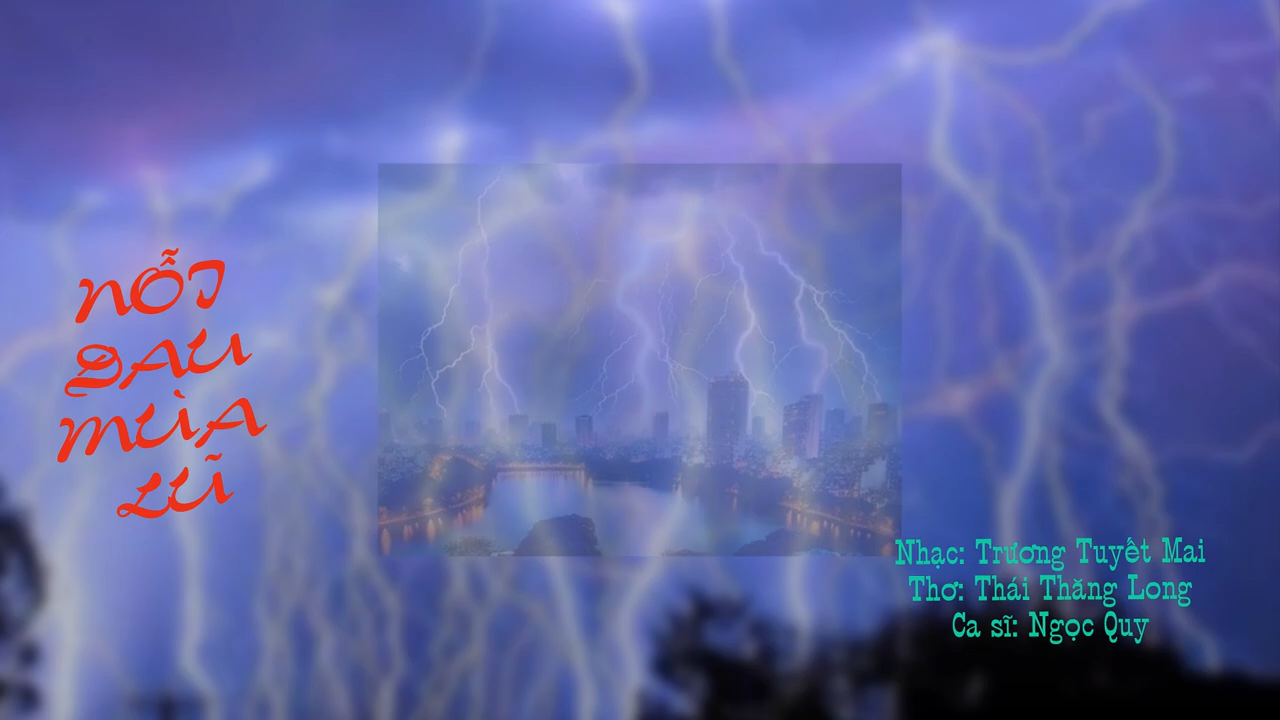 NỖI
ĐAU
MÙA
LŨ
Nhạc: Trương Tuyết Mai
Thơ: Thái Thăng Long
Ca sĩ: Ngọc Quy